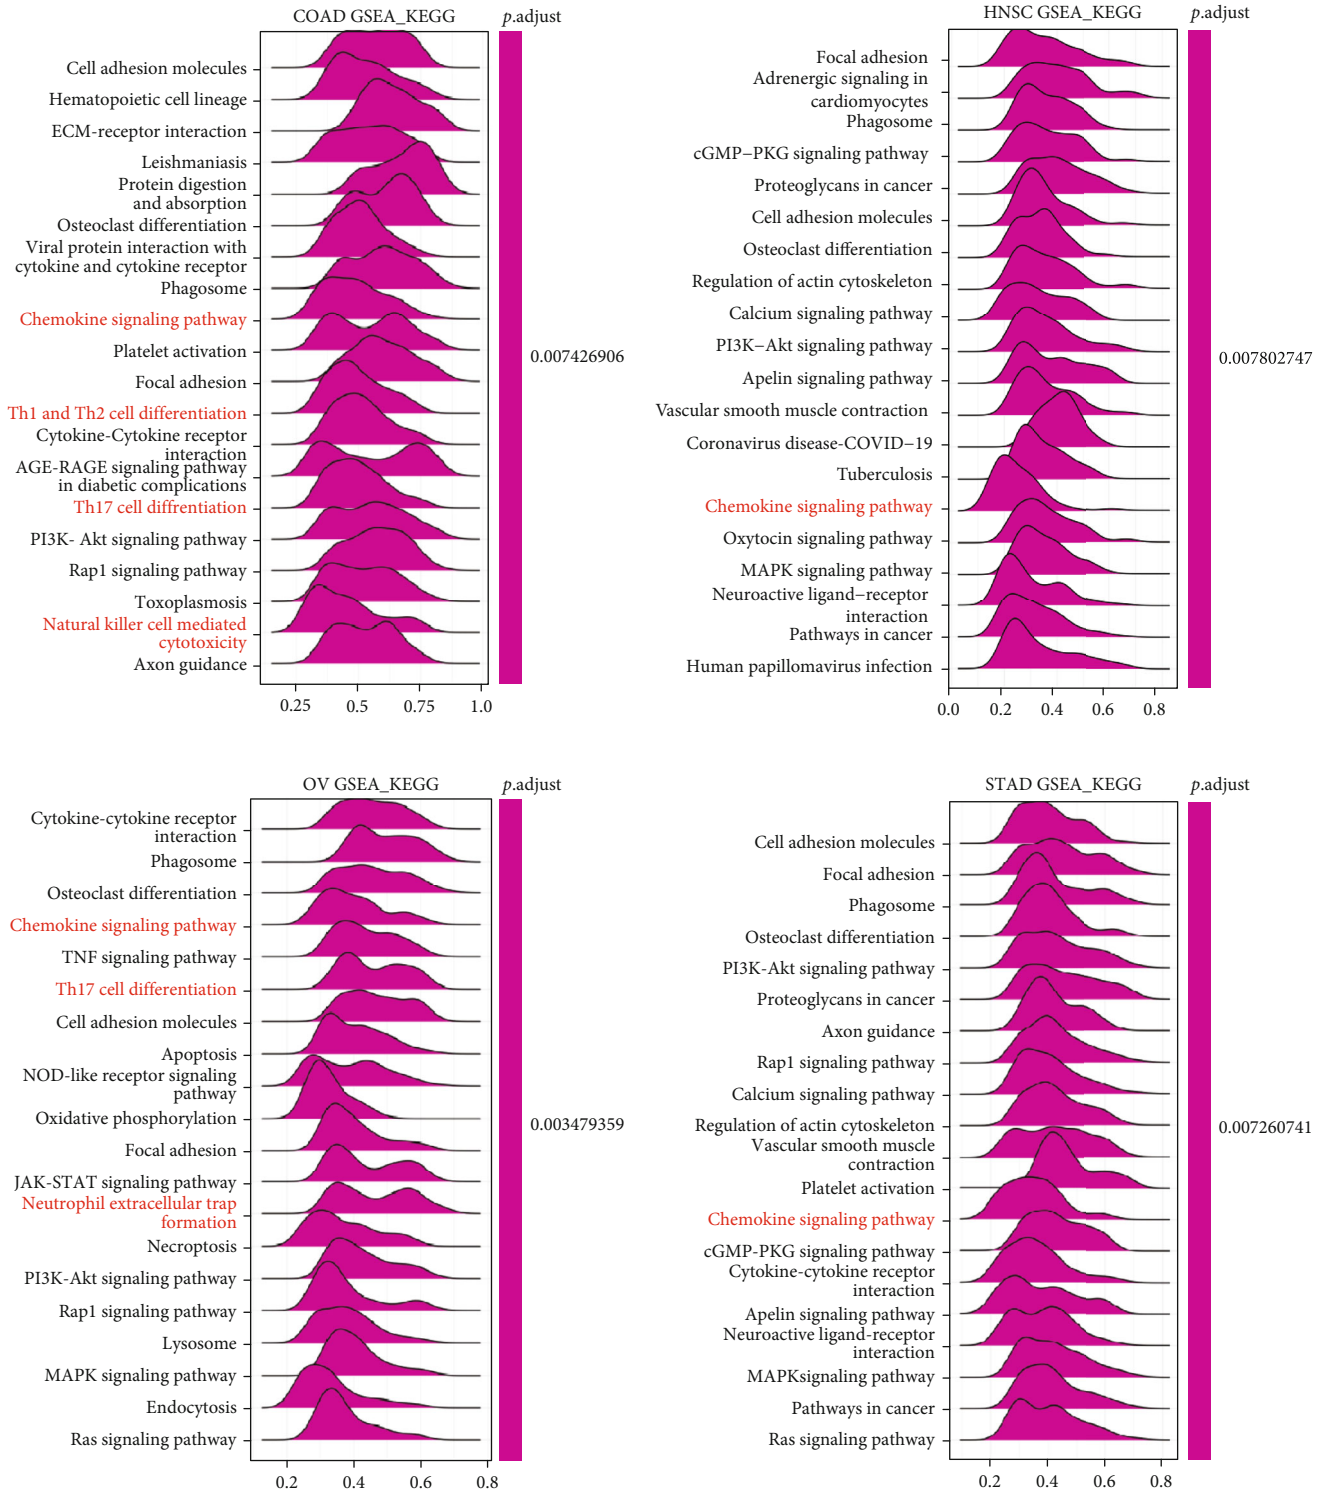 COAD GSEA_KEGG
p.adjust
Cell adhesion molecules
Hematopoietic cell lineage
ECM-receptor interaction
Leishmaniasis
Protein digestion
and absorption
Osteoclast differentiation
Viral protein interaction with
cytokine and cytokine receptor
Phagosome
Chemokine signaling pathway
Platelet activation
Focal adhesion
Th1 and Th2 cell differentiation
Cytokine-Cytokine receptor
interaction
AGE-RAGE signaling pathway
in diabetic complications
Th17 cell diffrentiation
PI3K- Akt signaling pathway
Rap1 signaling pathway
Toxoplasmosis
Natural killer cell mediated
cytotoxicity
Axon guidance
0.007426906
0.25 0.5 0.75 1.0
HNSC GSEA_KEGG
p.adjust
Focal adhesion
Adrenergic signaling in
cardiomyocytes
Phagosome
cGMP−PKG signaling pathway
Proteoglycans in cancer
Cell adhesion molecules
Osteoclast differentiation
Regulation of actin cytoskeleton
Calcium signaling pathway
PI3K−Akt signaling pathway
Apelin signaling pathway
Vascular smooth muscle contraction
Coronavirus disease-COVID−19
Tuberculosis
Chemokine signaling pathway
Oxytocin signaling pathway
MAPK signaling pathway
Neuroactive ligand−receptor
interaction
Pathways in cancer
Human papillomavirus infection
0.007802747
0.0 0.2 0.4 0.6 0.8
OV GSEA_KEGG
p.adjust
Cytokine-cytokine receptor
interaction
Phagosome
Osteoclast differentiation
Chemokine signaling pathway
TNF signaling pathway
Th17 cell differentiation
Cell adhesion molecules
Apoptosis
NOD-like receptor signaling
pathway
Oxidative phosphorylation
Focal adhesion
JAK-STAT signaling pathway
Neutrophil extracellular trap
formation
Necroptosis
PI3K-Akt signaling pathway
Rap1 signaling pathway
Lysosome
MAPK signaling pathway
Endocytosis
Ras signaling pathway
0.003479359
0.2 0.4 0.6 0.8
STAD GSEA_KEGG
p.adjust
Cell adhesion molecules
Focal adhesion
Phagosome
Osteoclast differentiation
PI3K-Akt signaling pathway
Proteoglycans in cancer
Axon guidance
Rap1 signaling pathway
Calcium signaling pathway
Regulation of actin cytoskeleton
Vascular smooth muscle
contraction
Platelet activation
Chemokine signaling pathway
cGMP-PKG signaling pathway
Cytokine-cytokine receptor
interaction
Apelin signaling pathway
Neuroactive ligand-receptor
interaction
MAPKsignaling pathway
Pathways in cancer
Ras signaling pathway
0.007260741
0.2 0.4 0.6 0.8